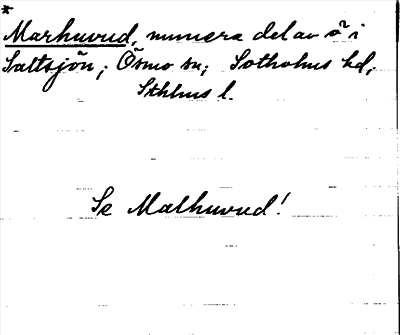 *
Marhuvud, numera del av ö i
Saltsjön; Ösmo sn; Sotholms hd;
Sthlms l.
Se Malhuvud!